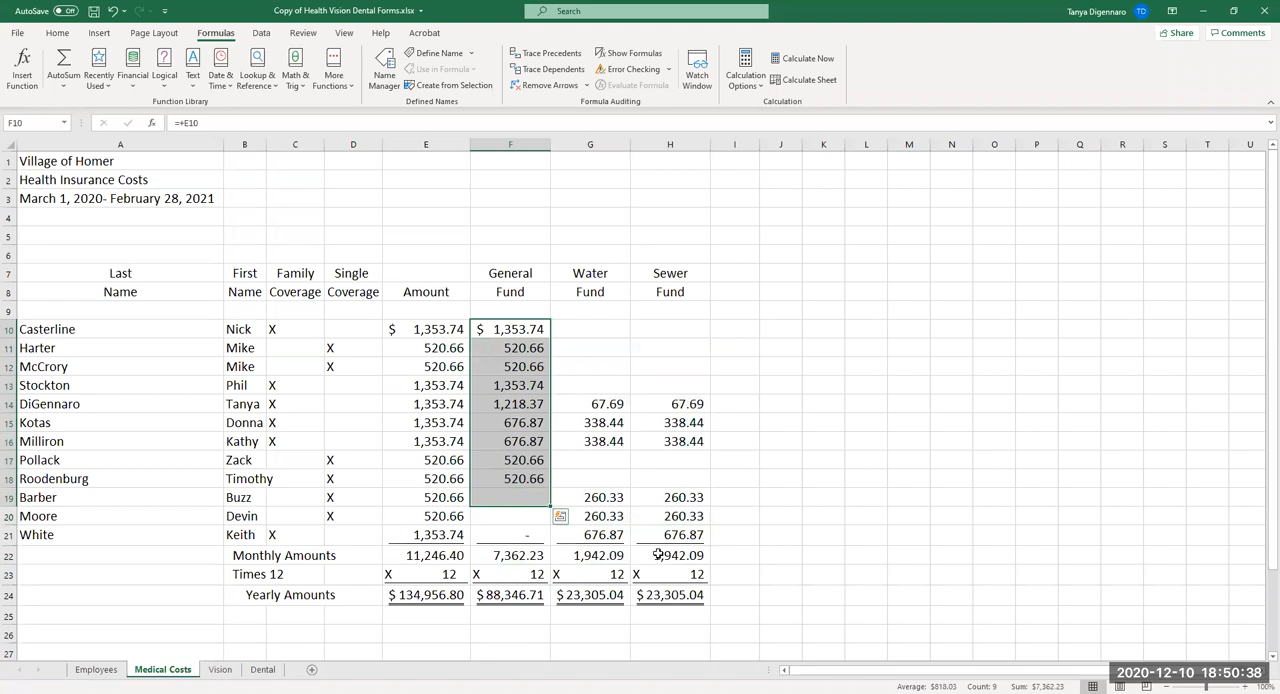 AutoSave Off Copy of Health Vision Dental Forms.xlsx Search Tanya Digennaro TD
File Home Insert Page Layout Formulas Data Review View Help Acrobat Share Comments
Insert Function AutoSum Recently Used Financial Logical Text Date & Time Lookup & Reference Math & Trig More Functions Name Manager Define Name Use in Formula Create from Selection Trace Precedents Trace Dependents Remove Arrows Show Formulas Error Checking Evaluate Formula Watch Window Calculation Options Calculate Now Calculate Sheet
Function Library Defined Names Formula Auditing Calculation
F10 fx =+E10
A B C D E F G H I J K L M N O P Q R S T U
1 Village of Homer
2 Health Insurance Costs
3 March 1, 2020- February 28, 2021
4
5
6
7 Last First Family Single General Water Sewer
8 Name Name Coverage Coverage Amount Fund Fund Fund
9
10 Casterline Nick X $ 1,353.74 $ 1,353.74
11 Harter Mike X 520.66 520.66
12 McCrory Mike X 520.66 520.66
13 Stockton Phil X 1,353.74 1,353.74
14 DiGennaro Tanya X 1,353.74 1,218.37 67.69 67.69
15 Kotas Donna X 1,353.74 676.87 338.44 338.44
16 Milliron Kathy X 1,353.74 676.87 338.44 338.44
17 Pollack Zack X 520.66 520.66
18 Roodenburg Timothy X 520.66 520.66
19 Barber Buzz X 520.66 260.33 260.33
20 Moore Devin X 520.66 260.33 260.33
21 White Keith X 1,353.74 - 676.87 676.87
22 Monthly Amounts 11,246.40 7,362.23 1,942.09 ,942.09
23 Times 12 X 12 X 12 X 12 X 12
24 Yearly Amounts $ 134,956.80 $ 88,346.71 $ 23,305.04 $ 23,305.04
25
26
27
Employees Medical Costs Vision Dental
2020-12-10 18:50:38
Average: $818.03 Count: 9 Sum: $7,362.23 100%